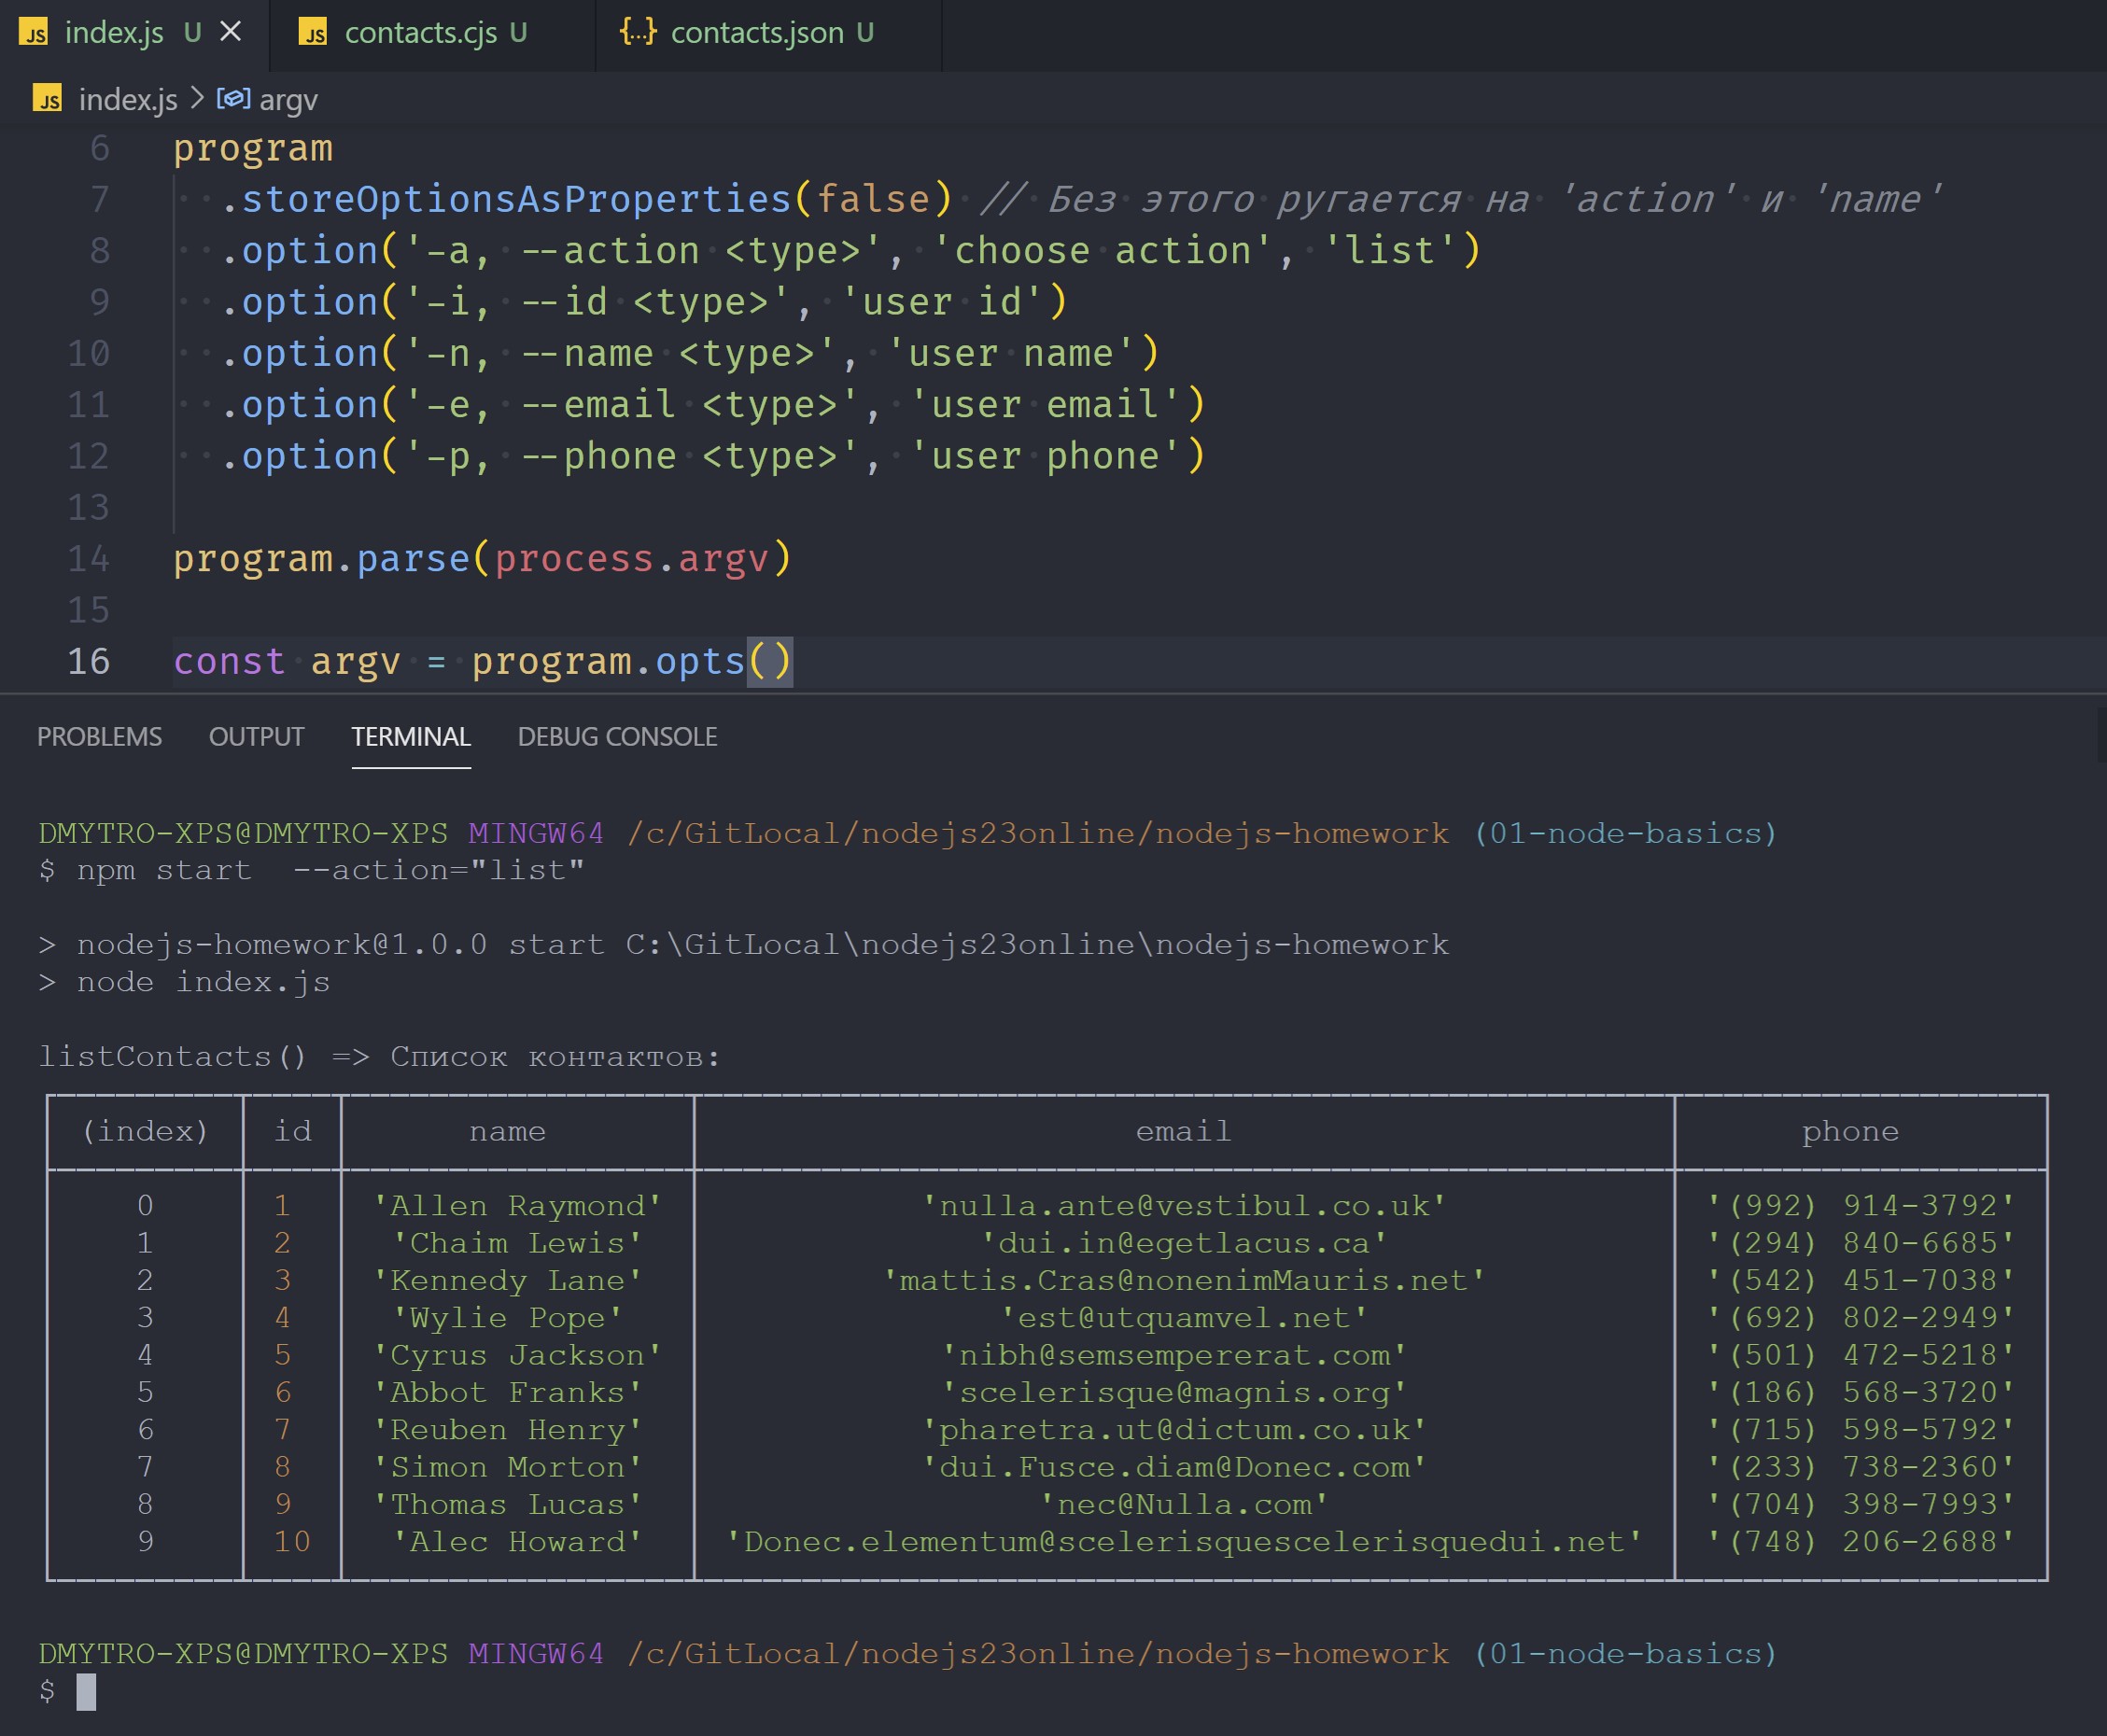 JS index.js U JS contacts.cjs U {...} contacts.json U
JS index.js > argv
6 program
7 .storeOptionsAsProperties(false) // Без этого ругается на 'action' и 'name'
8 .option('-a, --action <type>', 'choose action', 'list')
9 .option('-i, --id <type>', 'user id')
10 .option('-n, --name <type>', 'user name')
11 .option('-e, --email <type>', 'user email')
12 .option('-p, --phone <type>', 'user phone')
13
14 program.parse(process.argv)
15
16 const argv = program.opts()
PROBLEMS OUTPUT TERMINAL DEBUG CONSOLE
DMYTRO-XPS@DMYTRO-XPS MINGW64 /c/GitLocal/nodejs23online/nodejs-homework (01-node-basics)
$ npm start --action="list"
> nodejs-homework@1.0.0 start C:\GitLocal\nodejs23online\nodejs-homework
> node index.js
listContacts() => Список контактов:
(index) id name email phone
0 1 'Allen Raymond' 'nulla.ante@vestibul.co.uk' '(992) 914-3792'
1 2 'Chaim Lewis' 'dui.in@egetlacus.ca' '(294) 840-6685'
2 3 'Kennedy Lane' 'mattis.Cras@nonenimMauris.net' '(542) 451-7038'
3 4 'Wylie Pope' 'est@utquamvel.net' '(692) 802-2949'
4 5 'Cyrus Jackson' 'nibh@semsempererat.com' '(501) 472-5218'
5 6 'Abbot Franks' 'scelerisque@magnis.org' '(186) 568-3720'
6 7 'Reuben Henry' 'pharetra.ut@dictum.co.uk' '(715) 598-5792'
7 8 'Simon Morton' 'dui.Fusce.diam@Donec.com' '(233) 738-2360'
8 9 'Thomas Lucas' 'nec@Nulla.com' '(704) 398-7993'
9 10 'Alec Howard' 'Donec.elementum@scelerisquescelerisquedui.net' '(748) 206-2688'
DMYTRO-XPS@DMYTRO-XPS MINGW64 /c/GitLocal/nodejs23online/nodejs-homework (01-node-basics)
$